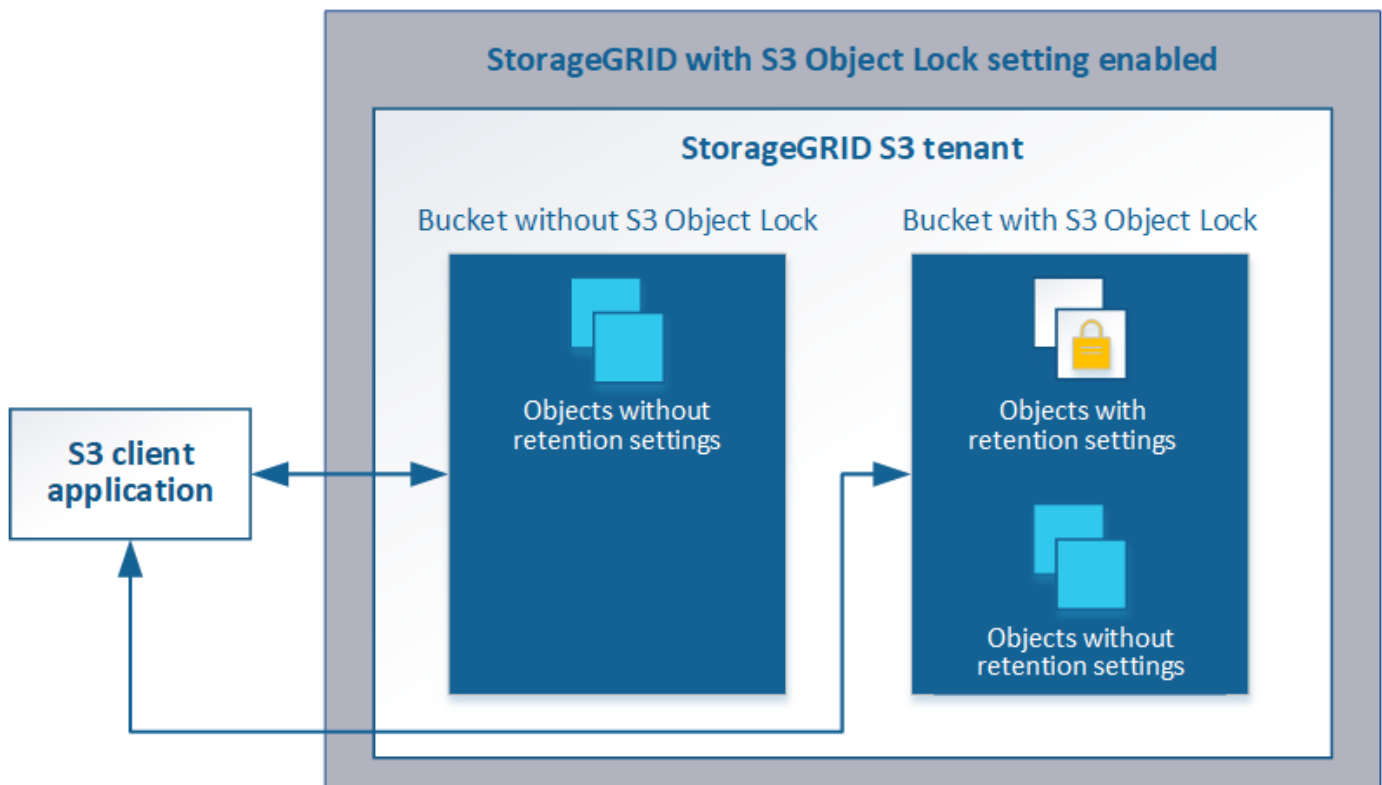 StorageGRID with S3 Object Lock setting enabled
StorageGRID S3 tenant
Bucket without S3 Object Lock
Bucket with S3 Object Lock
Objects without
retention settings
Objects with
retention settings
S3 client
application
Objects without
retention settings